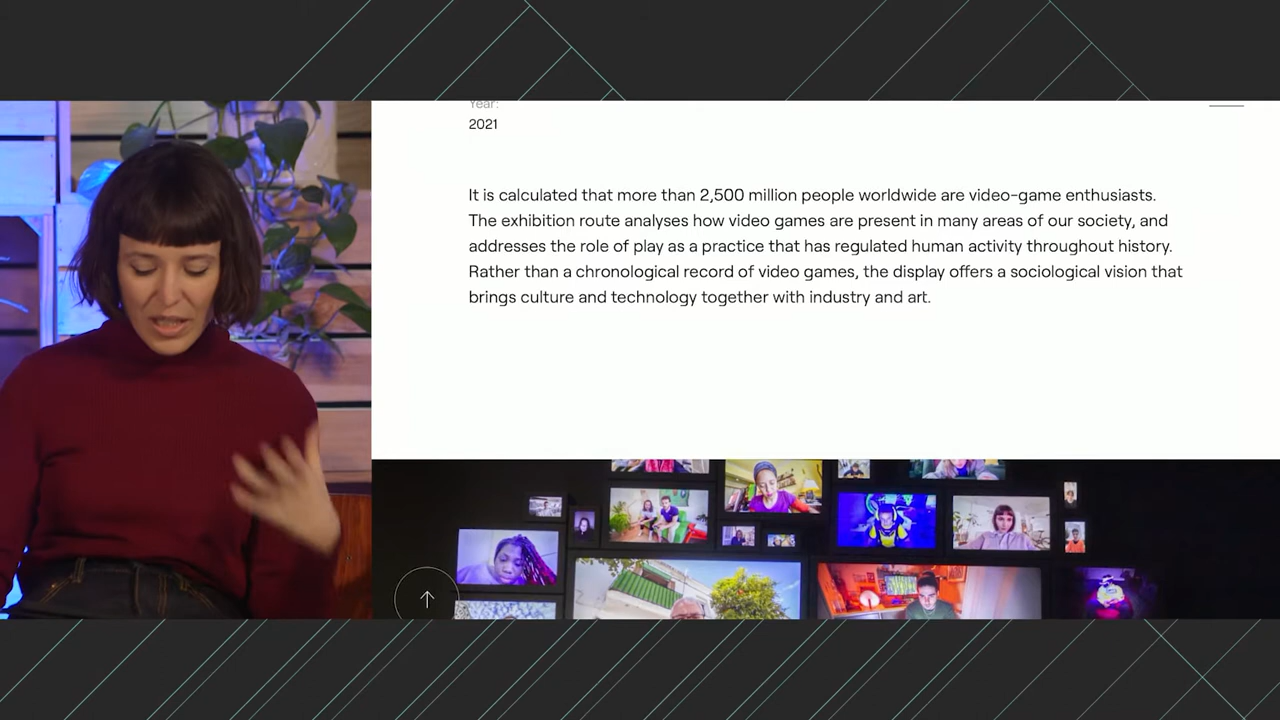 Year:
2021
It is calculated that more than 2,500 million people worldwide are video-game enthusiasts.
The exhibition route analyses how video games are present in many areas of our society, and
addresses the role of play as a practice that has regulated human activity throughout history.
Rather than a chronological record of video games, the display offers a sociological vision that
brings culture and technology together with industry and art.